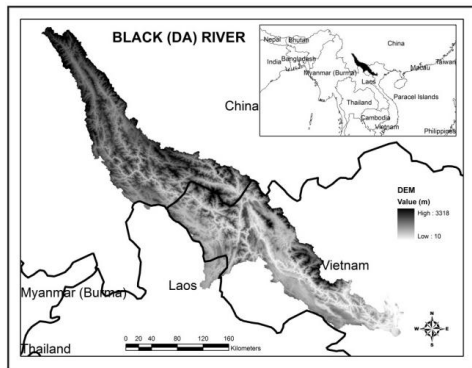 BLACK (DA) RIVER
China
Nepal
Bhutan
China
India
Bangladesh
Myanmar (Burma)
Macau
Taiwan
Laos
Thailand
Paracel Islands
Cambodia
Vietnam
Philippines
DEM
Value (m)
High : 3318
Low : 10
Vietnam
Laos
Myanmar (Burma)
Thailand
0 20 40 80 120 160
Kilometers
N
W E
S